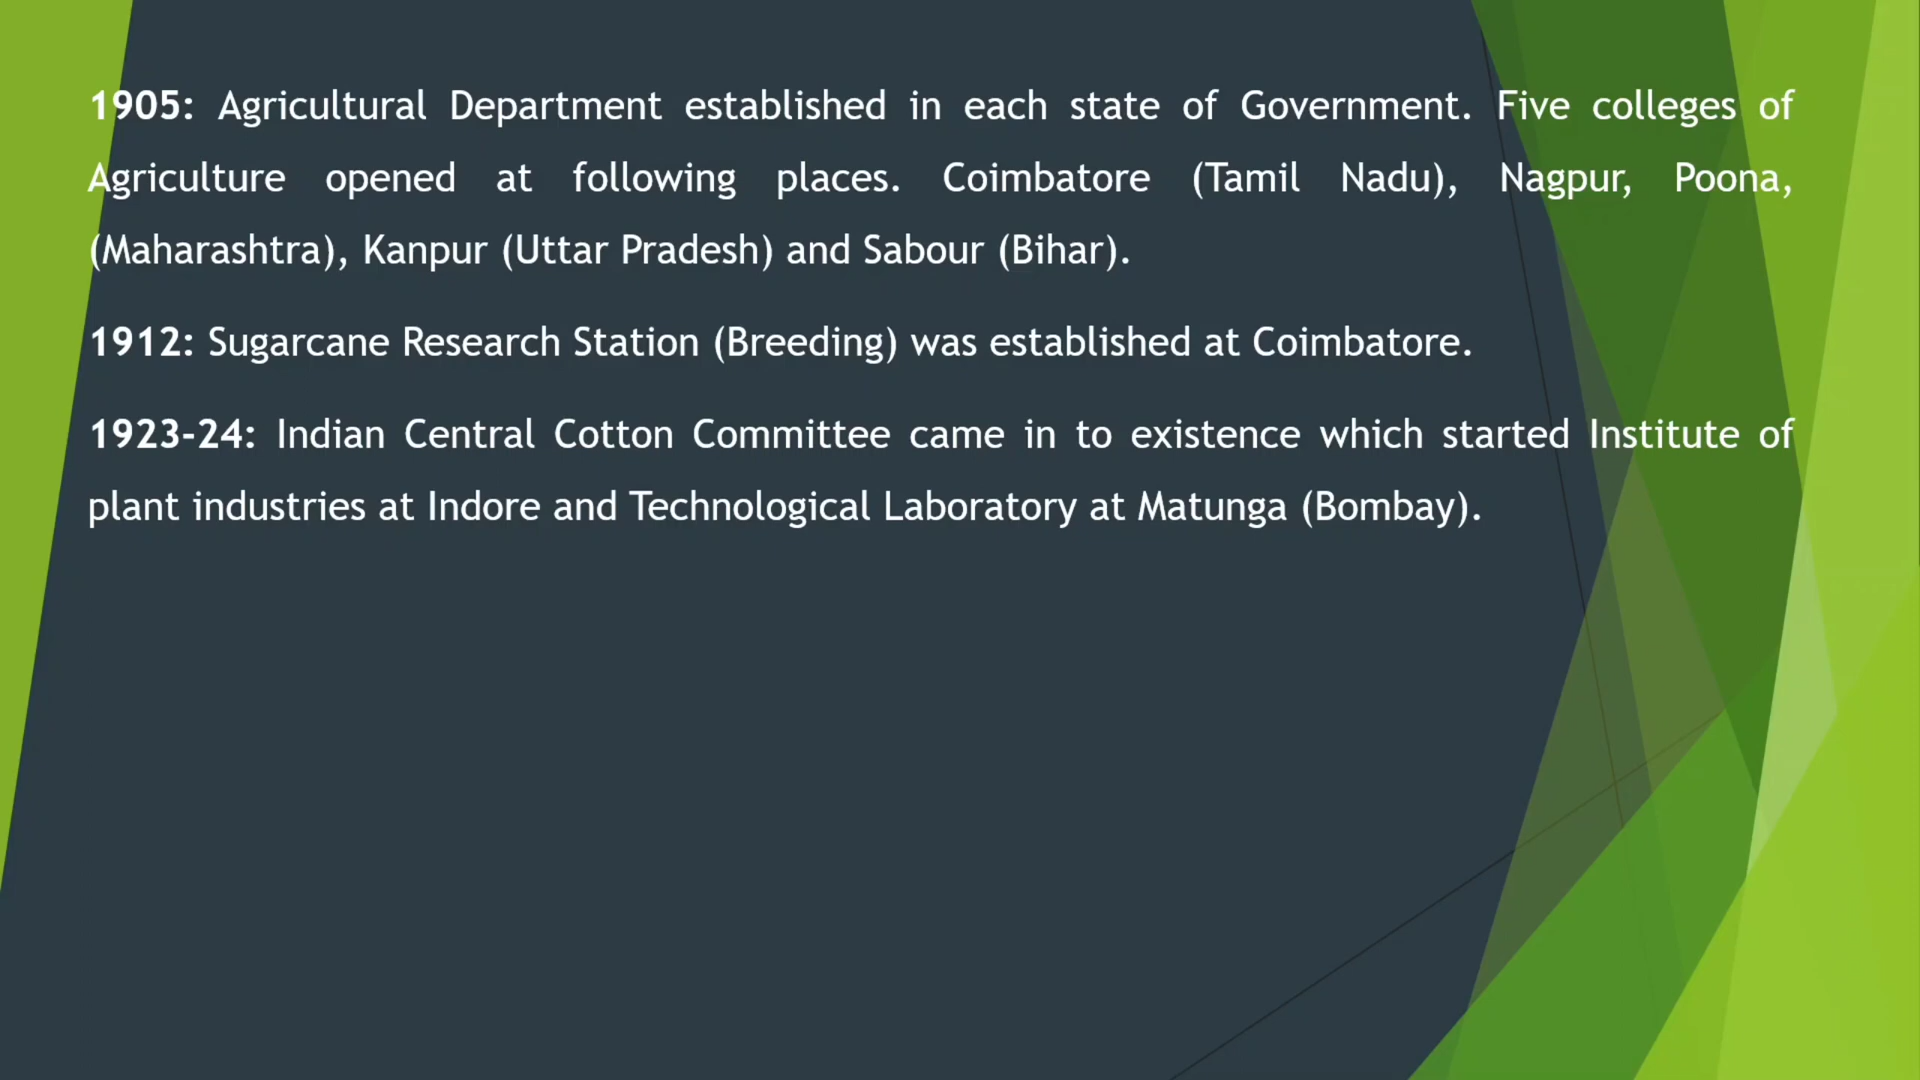 1905: Agricultural Department established in each state of Government. Five colleges of
Agriculture opened at following places. Coimbatore (Tamil Nadu), Nagpur, Poona,
(Maharashtra), Kanpur (Uttar Pradesh) and Sabour (Bihar).
1912: Sugarcane Research Station (Breeding) was established at Coimbatore.
1923-24: Indian Central Cotton Committee came in to existence which started Institute of
plant industries at Indore and Technological Laboratory at Matunga (Bombay).